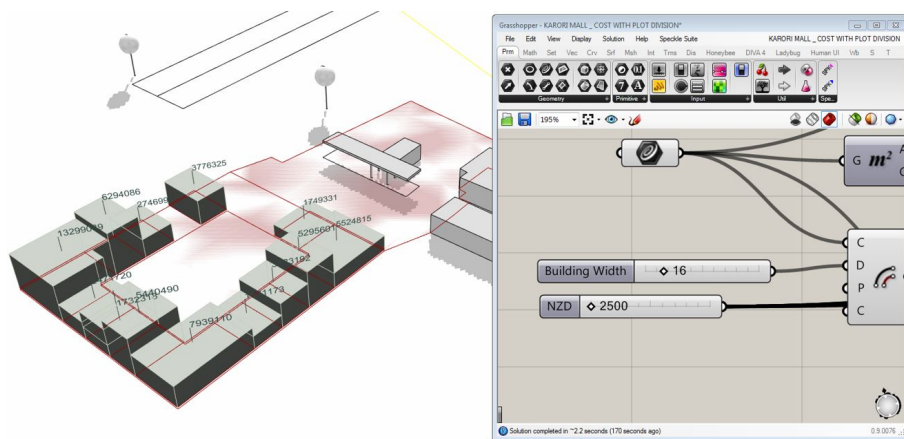 3776325
6294086
274699
13299039
1749331
5524815
5295601
1732313
5440490
7939110
Grasshopper - KARORI MALL _ COST WITH PLOT DIVISION*
File Edit View Display Solution Help Speckle Suite KARORI MALL _ COST WITH PLOT DIVISION
Prm Math Set Vec Crv Srf Msh Int Trns Dis Honeybee DIVA 4 Ladybug Human UI Wb S T
Geometry Primitive Input Util Spe...
195%
G m²
C
Building Width 16
D
P
NZD 2500
C
Solution completed in ~2.2 seconds (170 seconds ago) 0.9.0076